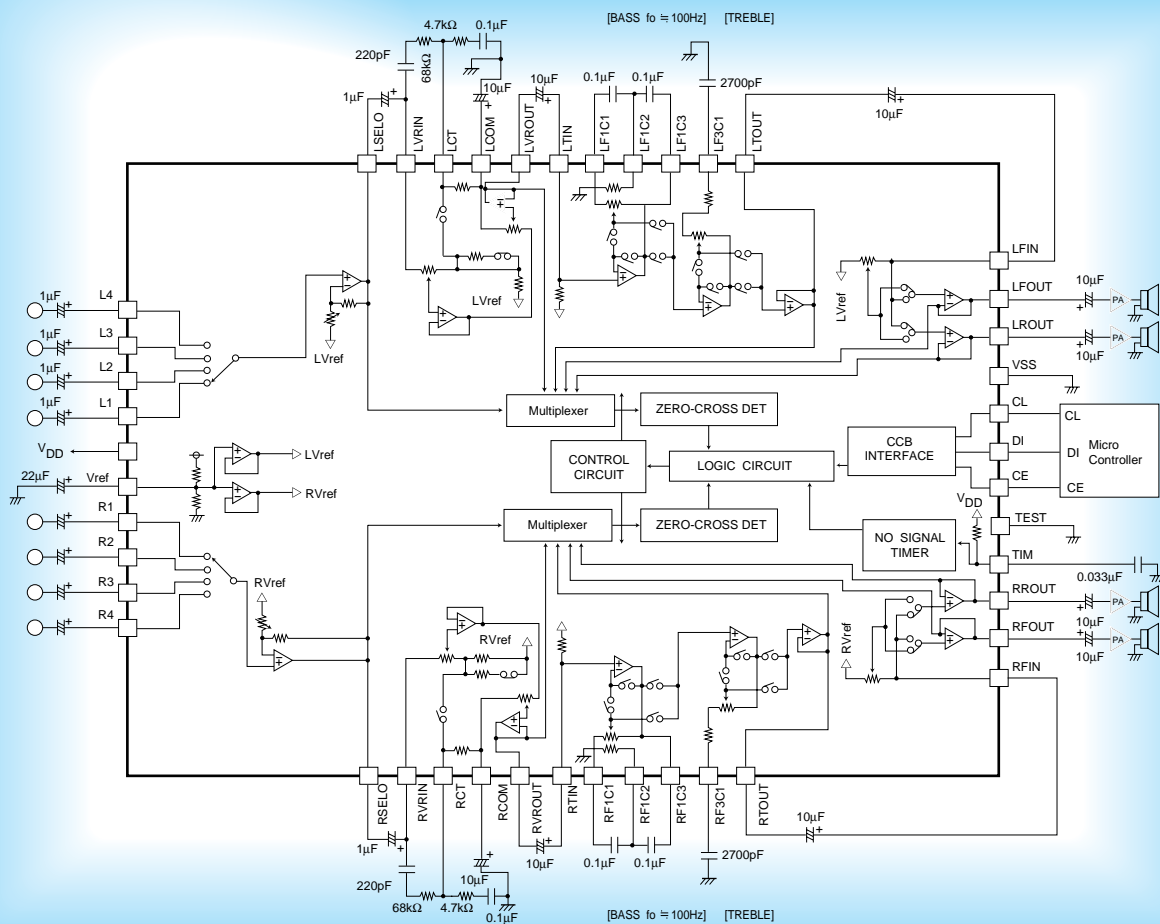 [BASS fo ≒ 100Hz] [TREBLE]
4.7kΩ 0.1µF
220pF 68kΩ
1µF 10µF 10µF 0.1µF 0.1µF 2700pF
10µF
LSELO LVRIN LCT LCOM LVROUT LTIN LF1C1 LF1C2 LF1C3 LF3C1 LTOUT
LFIN
1µF L4
LVref LVref LVref
LFOUT 10µF PA
1µF L3
LROUT 10µF PA
1µF L2
VSS
1µF L1
Multiplexer ZERO-CROSS DET
CL CL
VDD
CONTROL CIRCUIT
LOGIC CIRCUIT
CCB INTERFACE
DI DI
Micro Controller
LVref
22µF Vref
RVref
CE CE
VDD
R1
Multiplexer ZERO-CROSS DET
TEST
R2
NO SIGNAL TIMER
TIM
0.033µF
R3
RVref
RROUT 10µF PA
R4
RVref
RVref
RFOUT 10µF PA
RFIN
RSELO RVRIN RCT RCOM RVROUT RTIN RF1C1 RF1C2 RF1C3 RF3C1 RTOUT
10µF
1µF 10µF 10µF 0.1µF 0.1µF 2700pF
220pF
68kΩ 4.7kΩ 0.1µF
[BASS fo ≒ 100Hz] [TREBLE]